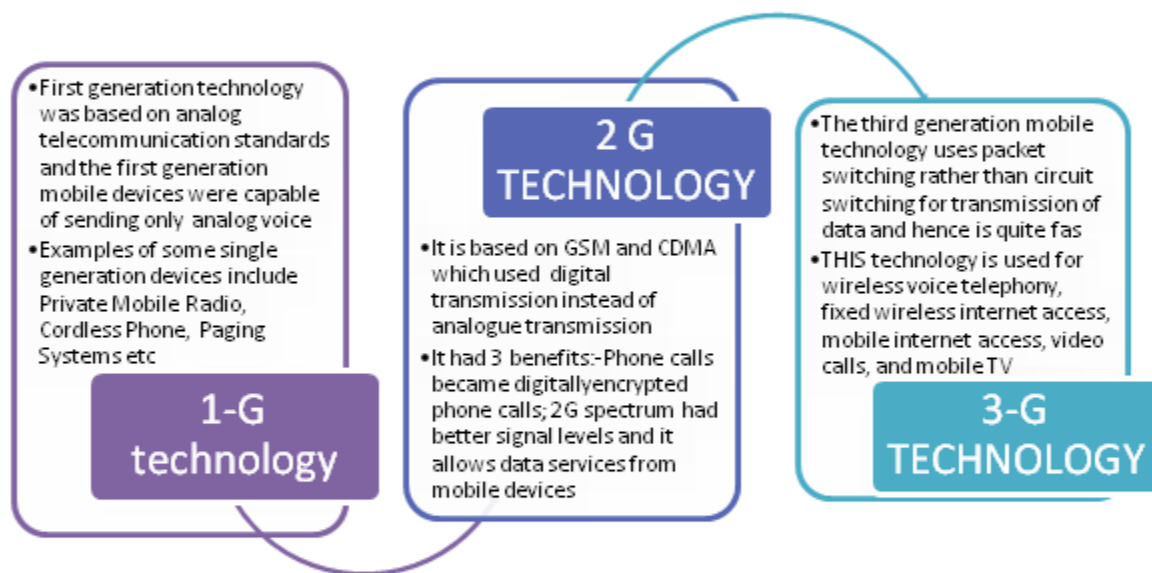 •First generation technology
was based on analog
telecommunication standards
and the first generation
mobile devices were capable
of sending only analog voice
•Examples of some single
generation devices include
Private Mobile Radio,
Cordless Phone, Paging
Systems etc
1-G
technology
2 G
TECHNOLOGY
•It is based on GSM and CDMA
which used digital
transmission instead of
analogue transmission
•It had 3 benefits:-Phone calls
became digitallyencrypted
phone calls; 2G spectrum had
better signal levels and it
allows data services from
mobile devices
•The third generation mobile
technology uses packet
switching rather than circuit
switching for transmission of
data and hence is quite fas
•THIS technology is used for
wireless voice telephony,
fixed wireless internet access,
mobile internet access, video
calls, and mobile TV
3-G
TECHNOLOGY